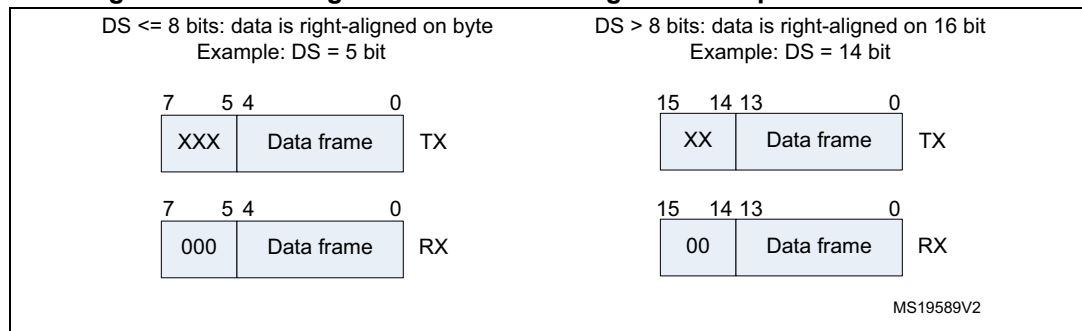 DS <= 8 bits: data is right-aligned on byte
Example: DS = 5 bit
7 5 4 0
XXX Data frame TX
7 5 4 0
000 Data frame RX
DS > 8 bits: data is right-aligned on 16 bit
Example: DS = 14 bit
15 14 13 0
XX Data frame TX
15 14 13 0
00 Data frame RX
MS19589V2